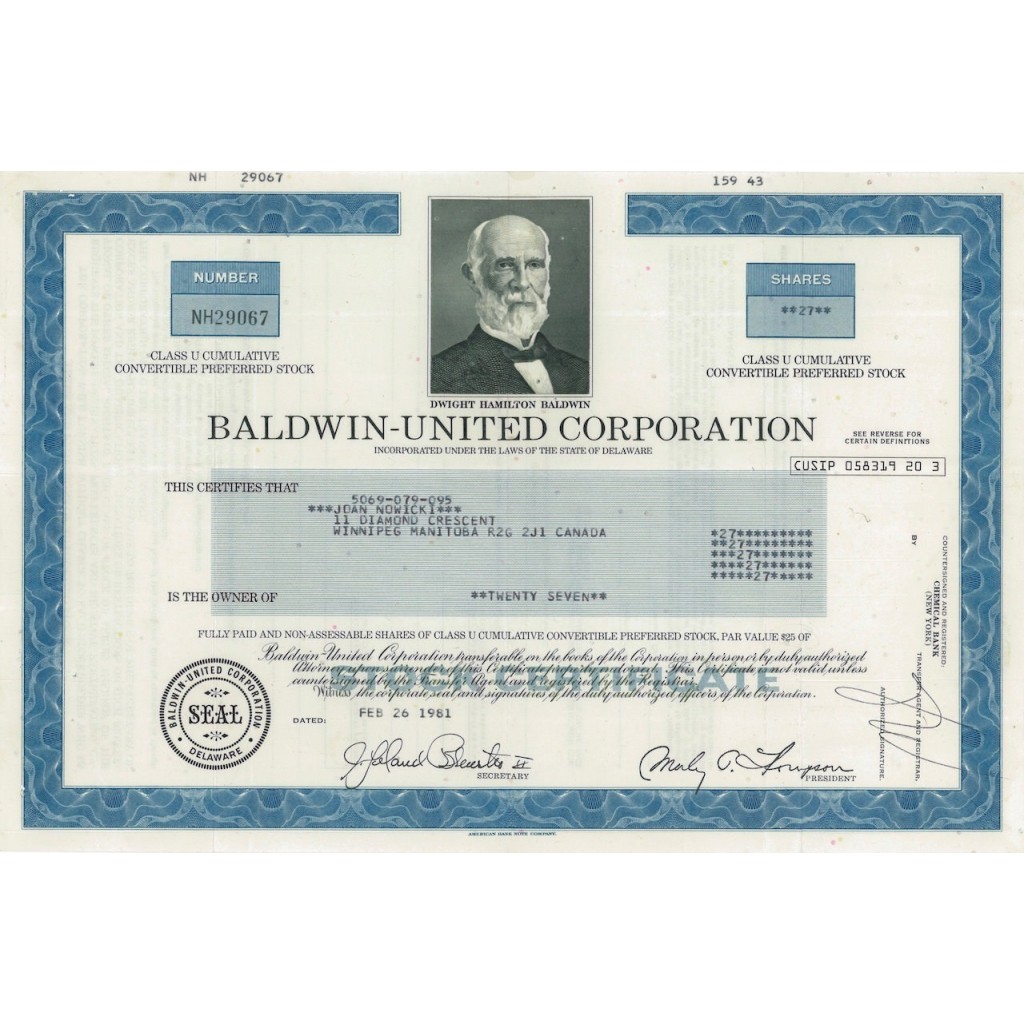 NH 29067
159 43
NUMBER
NH29067
CLASS U CUMULATIVE
CONVERTIBLE PREFERRED STOCK
SHARES
**27**
CLASS U CUMULATIVE
CONVERTIBLE PREFERRED STOCK
DWIGHT HAMILTON BALDWIN
BALDWIN-UNITED CORPORATION
INCORPORATED UNDER THE LAWS OF THE STATE OF DELAWARE
SEE REVERSE FOR
CERTAIN DEFINITIONS
CUSIP 058319 20 3
THIS CERTIFIES THAT
5069-079-095
***JOAN NOWICKI***
11 DIAMOND CRESCENT
WINNIPEG MANITOBA R2G 2J1 CANADA
*27*********
**27********
***27*******
****27******
*****27*****
IS THE OWNER OF
**TWENTY SEVEN**
FULLY PAID AND NON-ASSESSABLE SHARES OF CLASS U CUMULATIVE CONVERTIBLE PREFERRED STOCK, PAR VALUE $25 OF
Baldwin-United Corporation transferable on the books of the Corporation in person or by duly authorized
Attorney upon surrender of this Certificate properly endorsed. This Certificate is not valid unless
countersigned by the Transfer Agent and registered by the Registrar.
Witness the corporate seal and signatures of the duly authorized officers of the Corporation.
STOCK CERTIFICATE
BALDWIN-UNITED CORPORATION
SEAL
DELAWARE
DATED:
FEB 26 1981
SECRETARY
PRESIDENT
COUNTERSIGNED AND REGISTERED:
CHEMICAL BANK
(NEW YORK)
TRANSFER AGENT AND REGISTRAR,
BY
AUTHORIZED SIGNATURE.
AMERICAN BANK NOTE COMPANY.